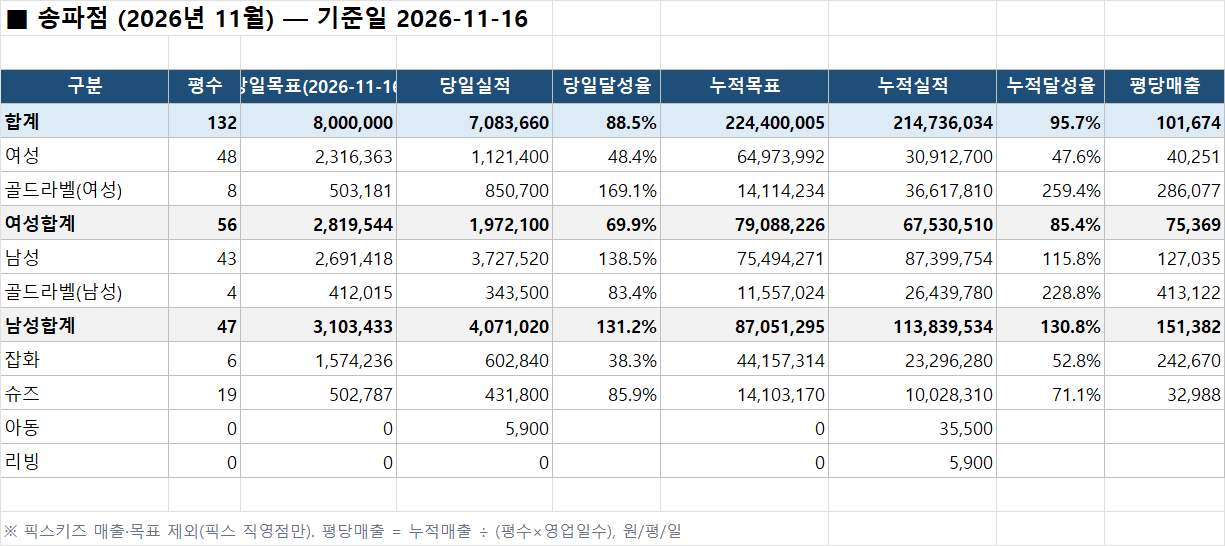 ■ 송파점 (2026년 11월) — 기준일 2026-11-16
구분 평수 당일목표(2026-11-16 당일실적 당일달성율 누적목표 누적실적 누적달성율 평당매출
합계 132 8,000,000 7,083,660 88.5% 224,400,005 214,736,034 95.7% 101,674
여성 48 2,316,363 1,121,400 48.4% 64,973,992 30,912,700 47.6% 40,251
골드라벨(여성) 8 503,181 850,700 169.1% 14,114,234 36,617,810 259.4% 286,077
여성합계 56 2,819,544 1,972,100 69.9% 79,088,226 67,530,510 85.4% 75,369
남성 43 2,691,418 3,727,520 138.5% 75,494,271 87,399,754 115.8% 127,035
골드라벨(남성) 4 412,015 343,500 83.4% 11,557,024 26,439,780 228.8% 413,122
남성합계 47 3,103,433 4,071,020 131.2% 87,051,295 113,839,534 130.8% 151,382
잡화 6 1,574,236 602,840 38.3% 44,157,314 23,296,280 52.8% 242,670
슈즈 19 502,787 431,800 85.9% 14,103,170 10,028,310 71.1% 32,988
아동 0 0 5,900 0 35,500
리빙 0 0 0 0 5,900
※ 픽스키즈 매출·목표 제외(픽스 직영점만). 평당매출 = 누적매출 ÷ (평수×영업일수), 원/평/일